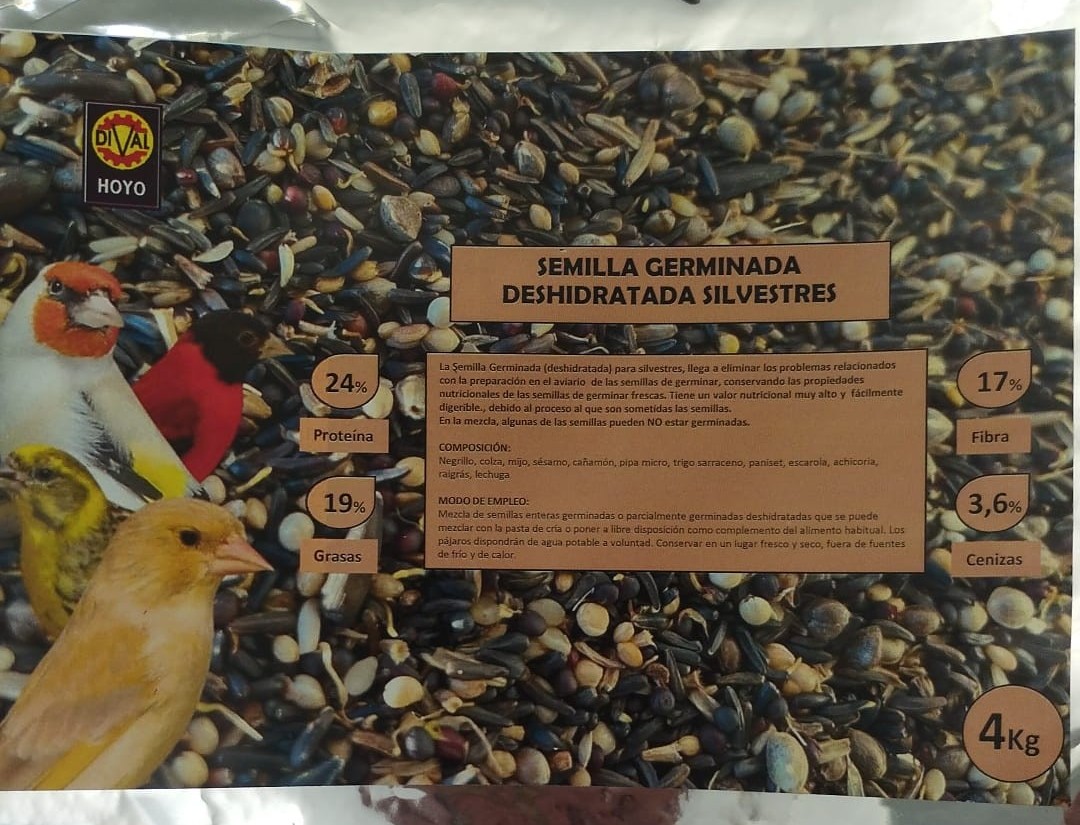 DIVAL
HOYO
SEMILLA GERMINADA
DESHIDRATADA SILVESTRES
24%
Proteína
19%
Grasas
La Semilla Germinada (deshidratada) para silvestres, llega a eliminar los problemas relacionados
con la preparación en el aviario de las semillas de germinar, conservando las propiedades
nutricionales de las semillas de germinar frescas. Tiene un valor nutricional muy alto y fácilmente
digerible., debido al proceso al que son sometidas las semillas.
En la mezcla, algunas de las semillas pueden NO estar germinadas.
COMPOSICIÓN:
Negrillo, colza, mijo, sésamo, cañamón, pipa micro, trigo sarraceno, paniset, escarola, achicoria,
raigrás, lechuga
MODO DE EMPLEO:
Mezcla de semillas enteras germinadas o parcialmente germinadas deshidratadas que se puede
mezclar con la pasta de cría o poner a libre disposición como complemento del alimento habitual. Los
pájaros dispondrán de agua potable a voluntad. Conservar en un lugar fresco y seco, fuera de fuentes
de frío y de calor.
17%
Fibra
3,6%
Cenizas
4Kg